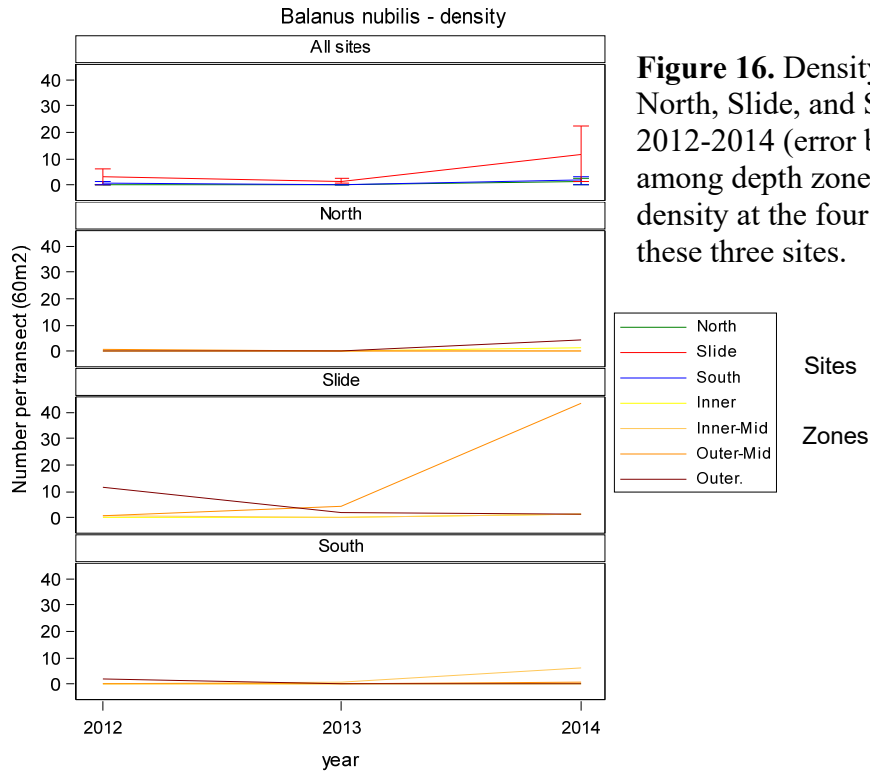 Balanus nubilis - density
All sites
40
30
20
10
0
North
40
30
20
10
0
Slide
40
30
20
10
0
South
40
30
20
10
0
2012
2013
2014
year
Number per transect (60m2)
Figure 16. Density
North, Slide, and S
2012-2014 (error b
among depth zone
density at the four
these three sites.
North
Slide
South
Inner
Inner-Mid
Outer-Mid
Outer.
Sites
Zones